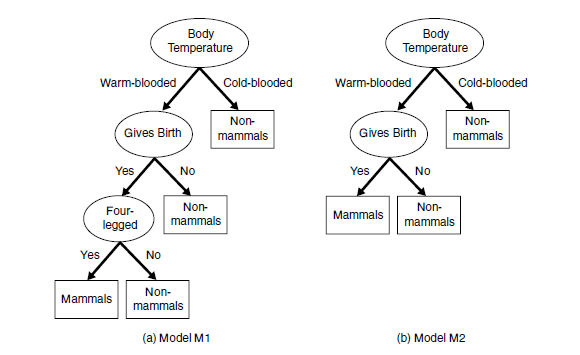 Body
Temperature
Warm-blooded
Cold-blooded
Gives Birth
Non-
mammals
Yes
No
Four-
legged
Non-
mammals
Yes
No
Mammals
Non-
mammals
(a) Model M1
Body
Temperature
Warm-blooded
Cold-blooded
Gives Birth
Non-
mammals
Yes
No
Mammals
Non-
mammals
(b) Model M2